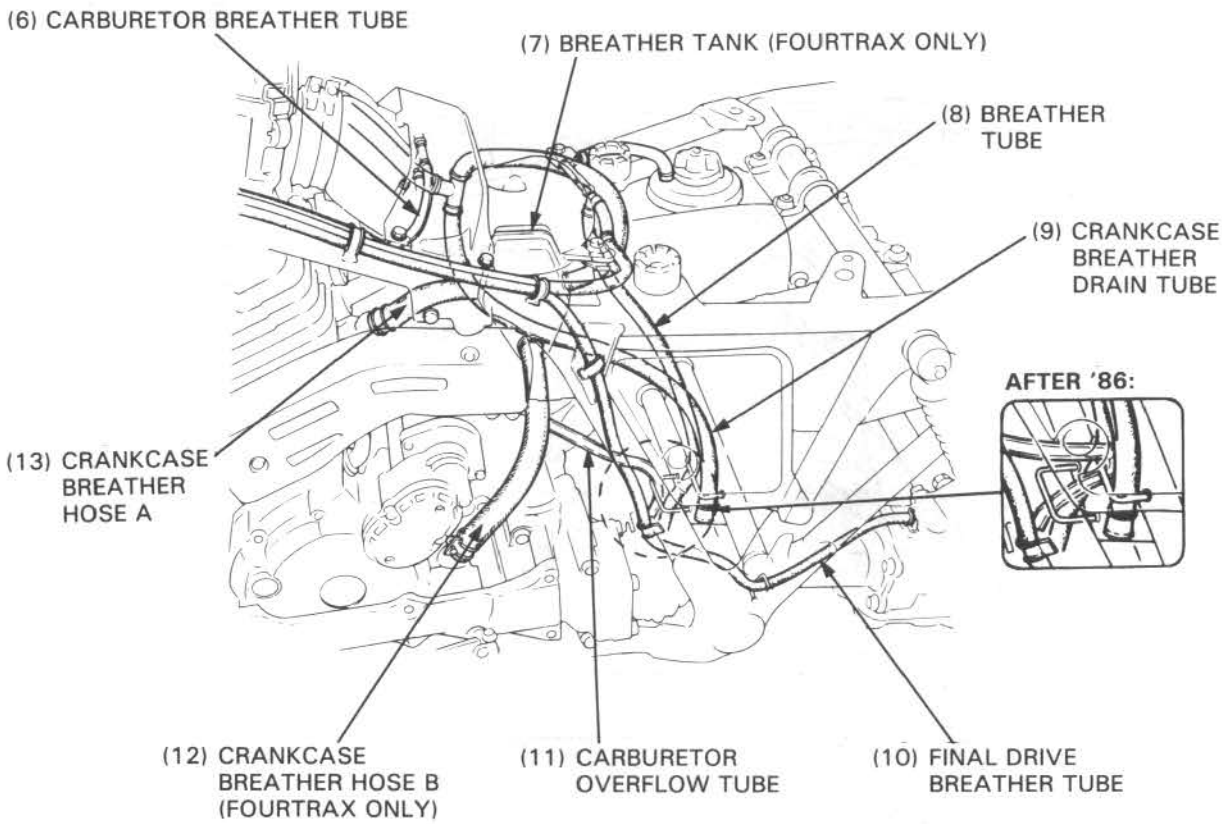 (6) CARBURETOR BREATHER TUBE
(7) BREATHER TANK (FOURTRAX ONLY)
(8) BREATHER
TUBE
(9) CRANKCASE
BREATHER
DRAIN TUBE
AFTER '86:
(13) CRANKCASE
BREATHER
HOSE A
(12) CRANKCASE
BREATHER HOSE B
(FOURTRAX ONLY)
(11) CARBURETOR
OVERFLOW TUBE
(10) FINAL DRIVE
BREATHER TUBE